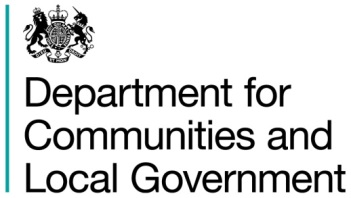 Department for
Communities and
Local Government